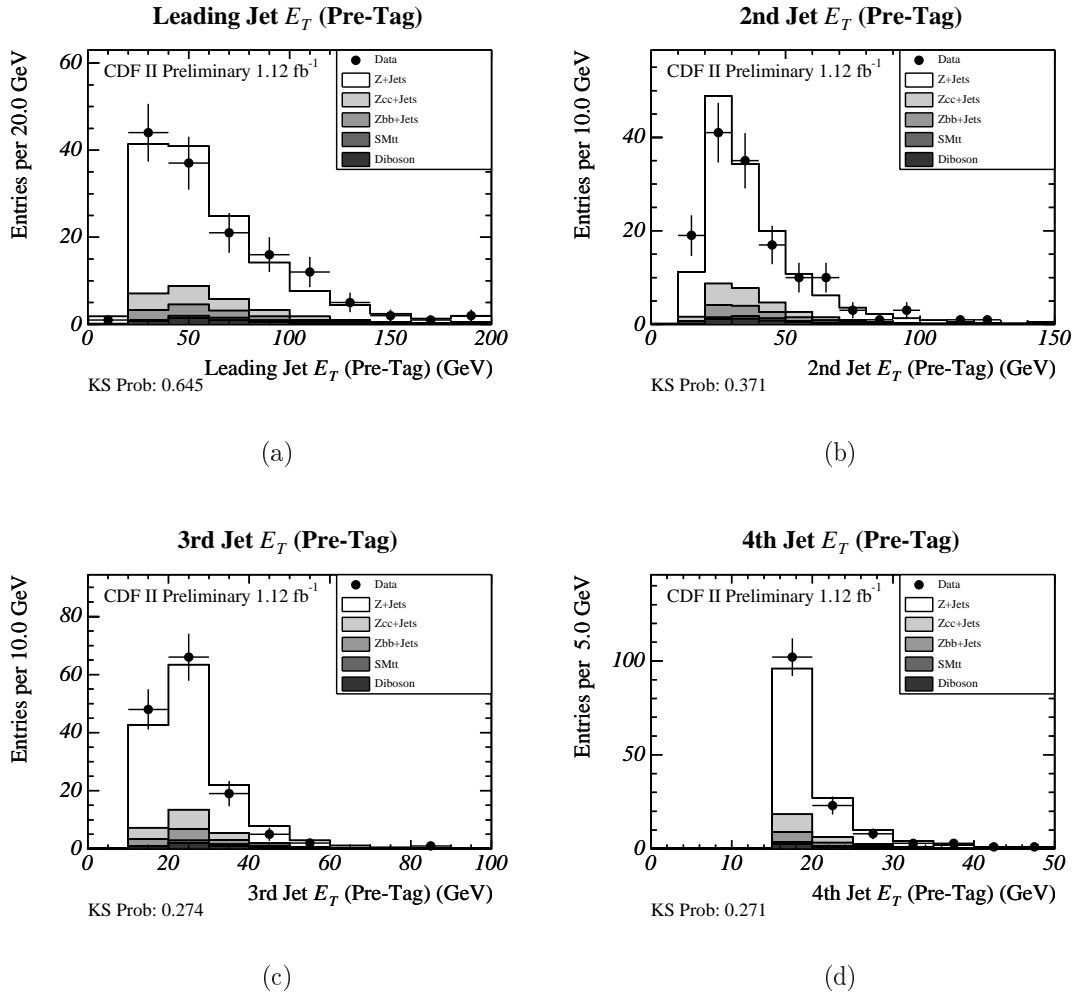 Leading Jet E_T (Pre-Tag)
Entries per 20.0 GeV
CDF II Preliminary 1.12 fb^-1
Data
Z+Jets
Zcc+Jets
Zbb+Jets
SMtt
Diboson
60
40
20
0
0 50 100 150 200
Leading Jet E_T (Pre-Tag) (GeV)
KS Prob: 0.645
(a)
2nd Jet E_T (Pre-Tag)
Entries per 10.0 GeV
CDF II Preliminary 1.12 fb^-1
Data
Z+Jets
Zcc+Jets
Zbb+Jets
SMtt
Diboson
40
20
0
0 50 100 150
2nd Jet E_T (Pre-Tag) (GeV)
KS Prob: 0.371
(b)
3rd Jet E_T (Pre-Tag)
Entries per 10.0 GeV
CDF II Preliminary 1.12 fb^-1
Data
Z+Jets
Zcc+Jets
Zbb+Jets
SMtt
Diboson
80
60
40
20
0
0 20 40 60 80 100
3rd Jet E_T (Pre-Tag) (GeV)
KS Prob: 0.274
(c)
4th Jet E_T (Pre-Tag)
Entries per 5.0 GeV
CDF II Preliminary 1.12 fb^-1
Data
Z+Jets
Zcc+Jets
Zbb+Jets
SMtt
Diboson
100
50
0
0 10 20 30 40 50
4th Jet E_T (Pre-Tag) (GeV)
KS Prob: 0.271
(d)